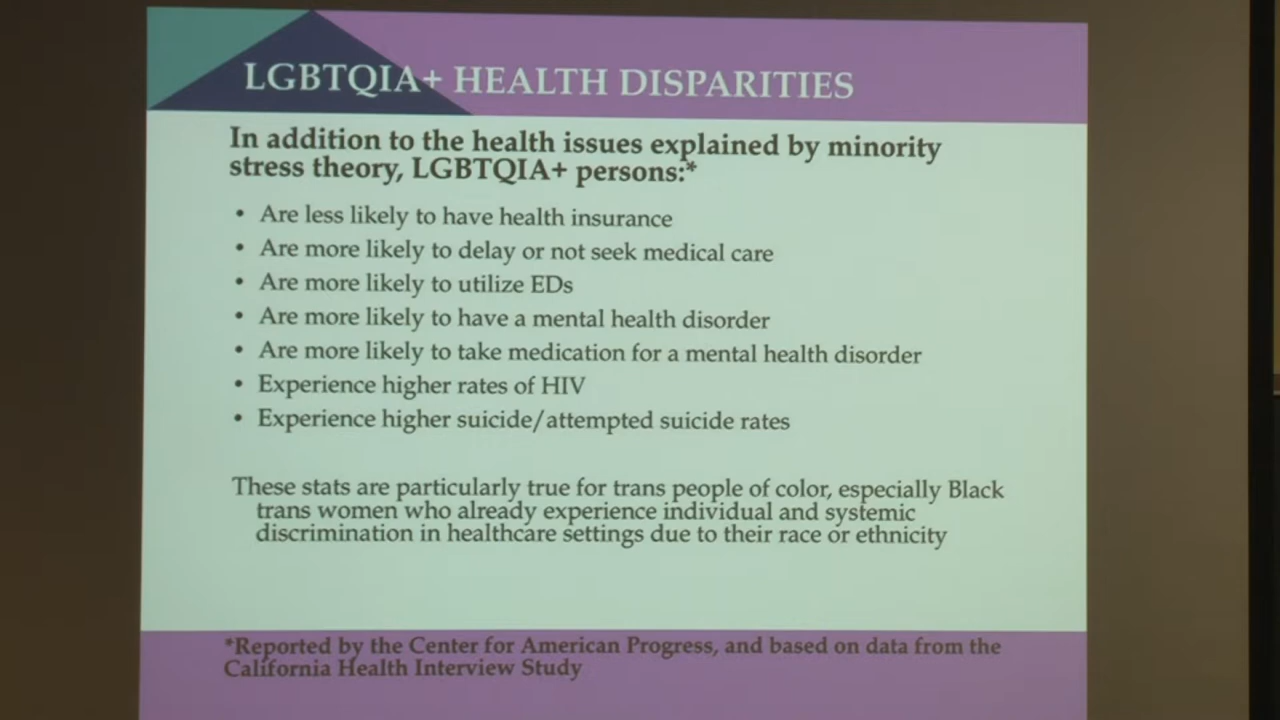 LGBTQIA+ HEALTH DISPARITIES
In addition to the health issues explained by minority
stress theory, LGBTQIA+ persons:*
• Are less likely to have health insurance
• Are more likely to delay or not seek medical care
• Are more likely to utilize EDs
• Are more likely to have a mental health disorder
• Are more likely to take medication for a mental health disorder
• Experience higher rates of HIV
• Experience higher suicide/attempted suicide rates
These stats are particularly true for trans people of color, especially Black
trans women who already experience individual and systemic
discrimination in healthcare settings due to their race or ethnicity
*Reported by the Center for American Progress, and based on data from the
California Health Interview Study